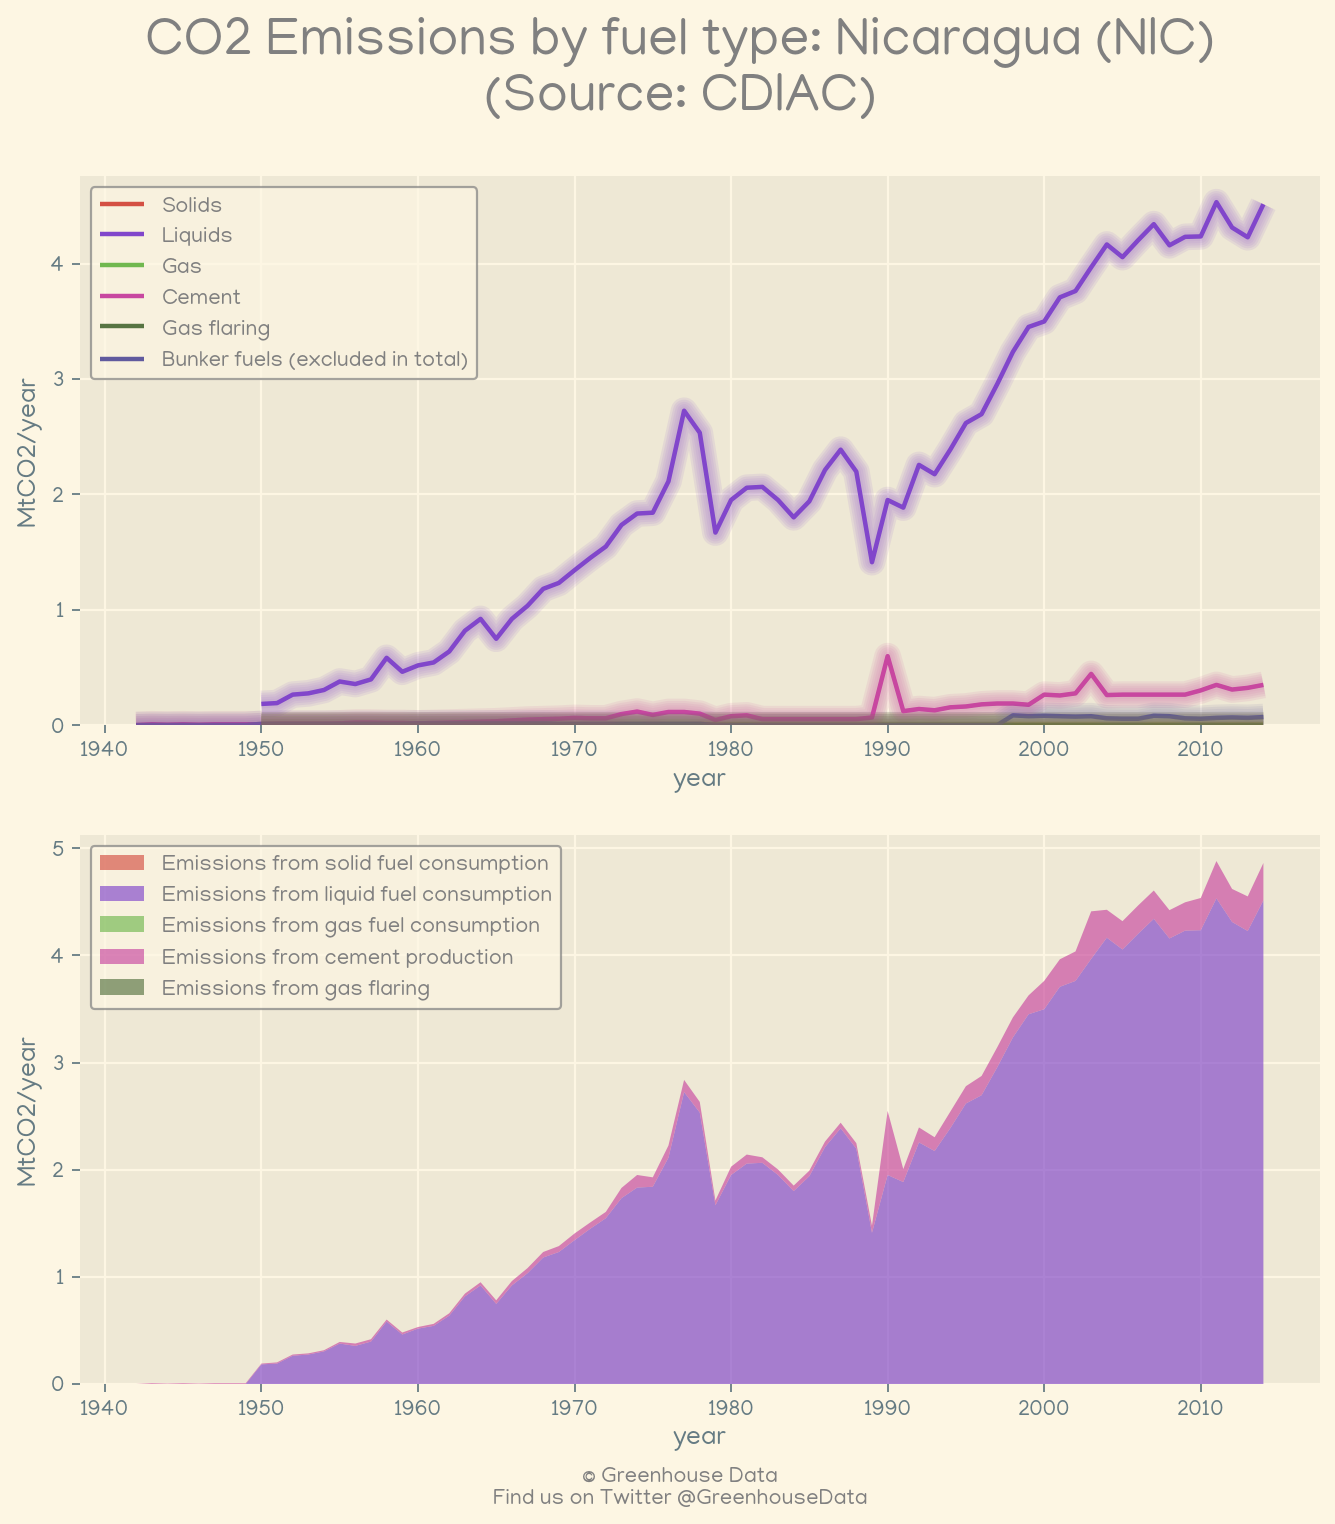 CO2 Emissions by fuel type: Nicaragua (NIC)
(Source: CDIAC)
Solids
Liquids
Gas
Cement
Gas flaring
Bunker fuels (excluded in total)
MtCO2/year
4
3
2
1
0
1940 1950 1960 1970 1980 1990 2000 2010
year
Emissions from solid fuel consumption
Emissions from liquid fuel consumption
Emissions from gas fuel consumption
Emissions from cement production
Emissions from gas flaring
MtCO2/year
5
4
3
2
1
0
1940 1950 1960 1970 1980 1990 2000 2010
year
© Greenhouse Data
Find us on Twitter @GreenhouseData